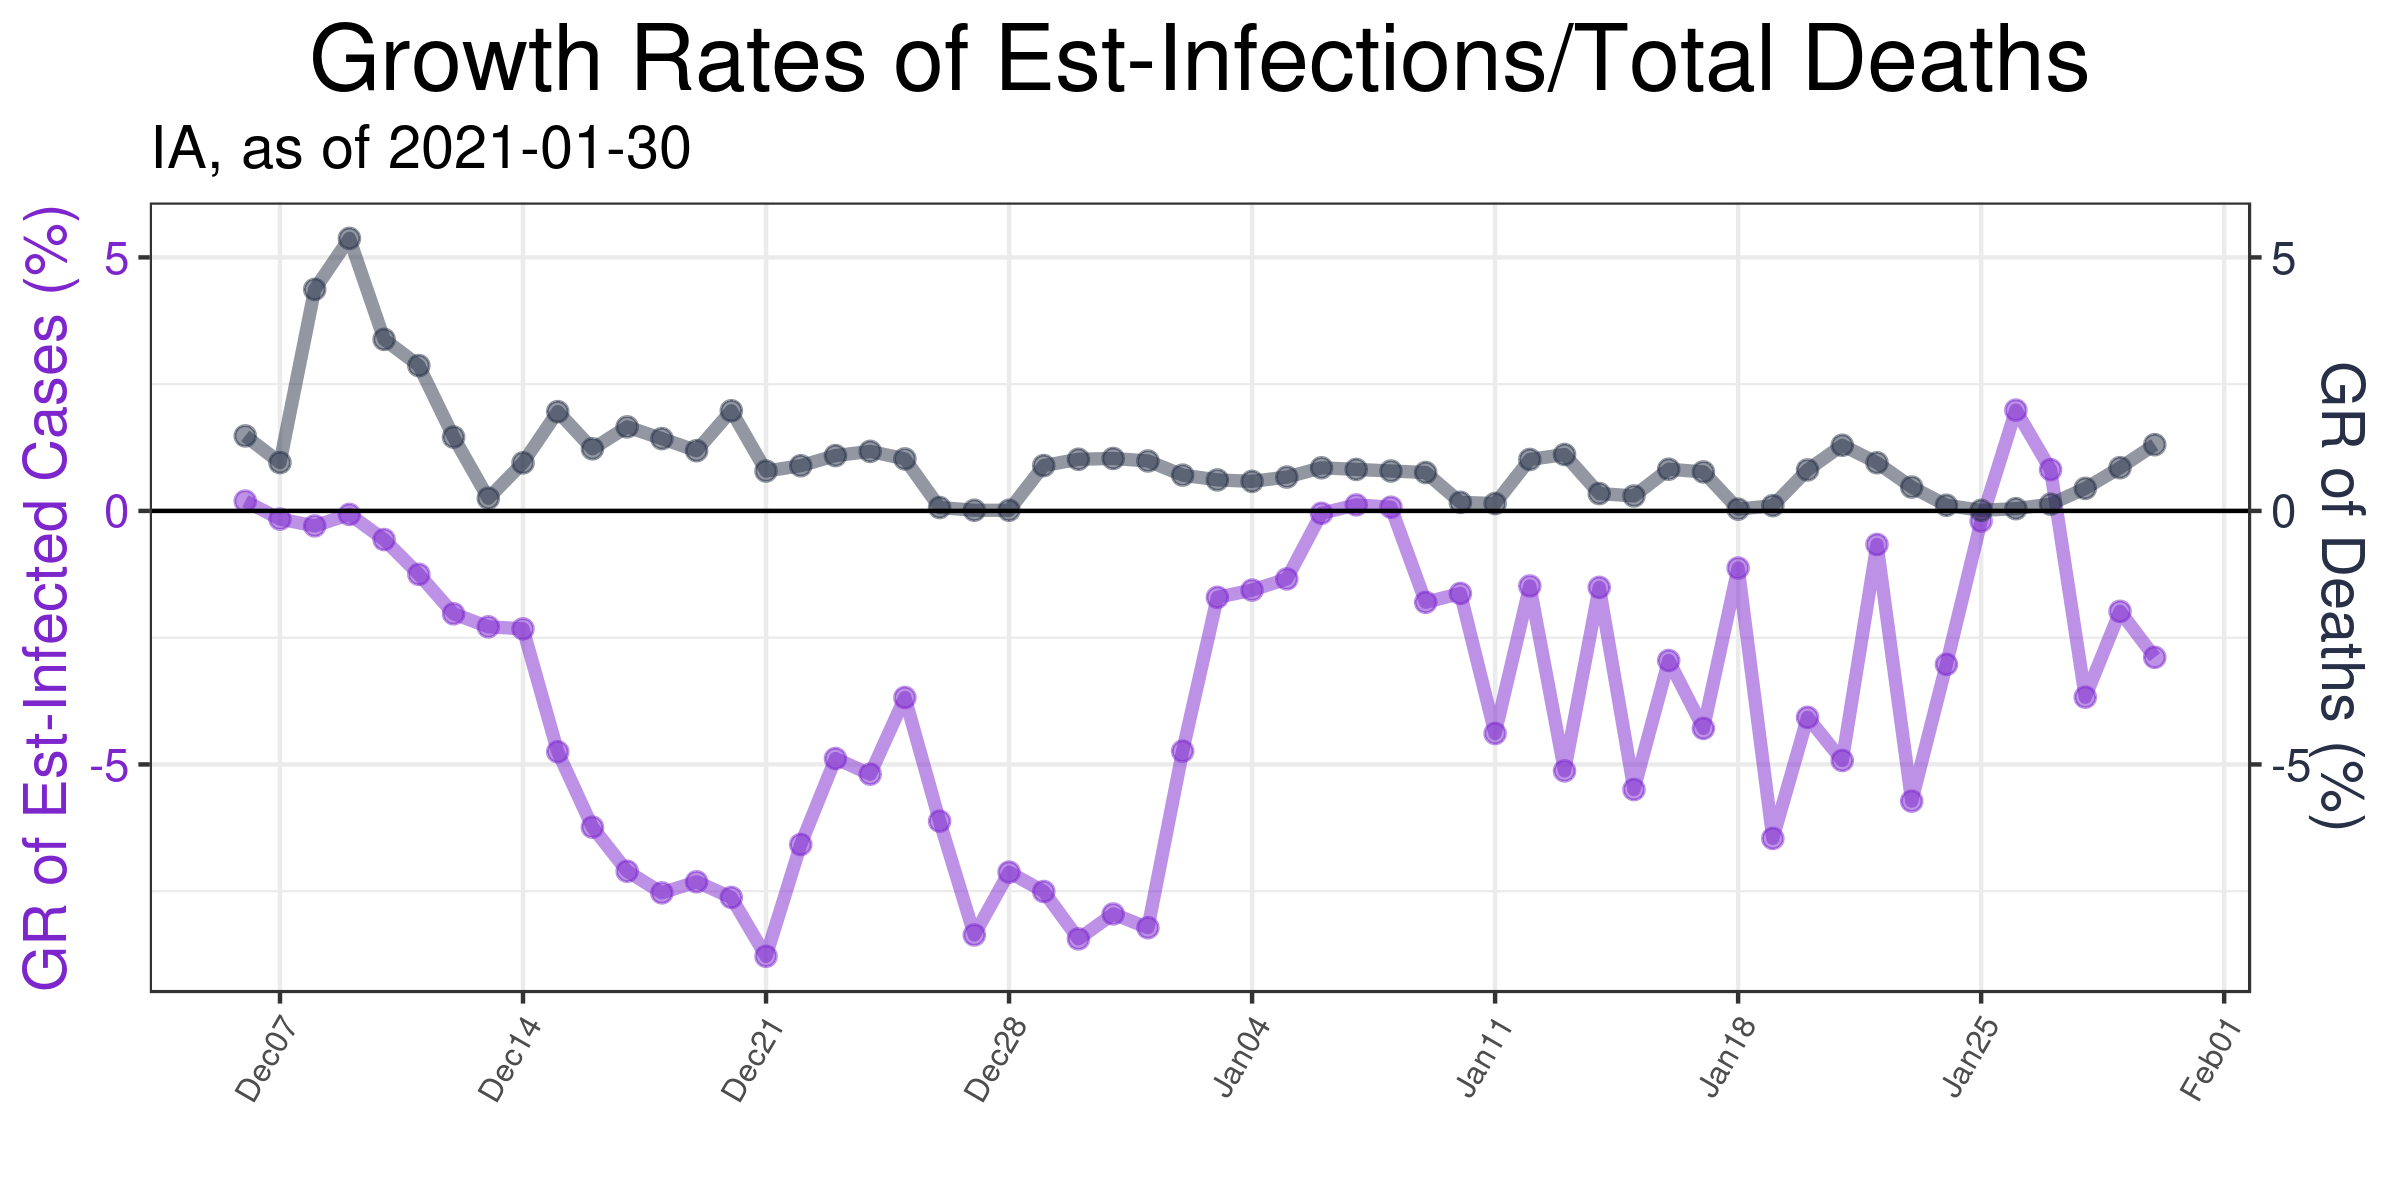 Growth Rates of Est-Infections/Total Deaths
IA, as of 2021-01-30
GR of Est-Infected Cases (%)
5
0
-5
5
0
-5
GR of Deaths (%)
Dec07
Dec14
Dec21
Dec28
Jan04
Jan11
Jan18
Jan25
Feb01